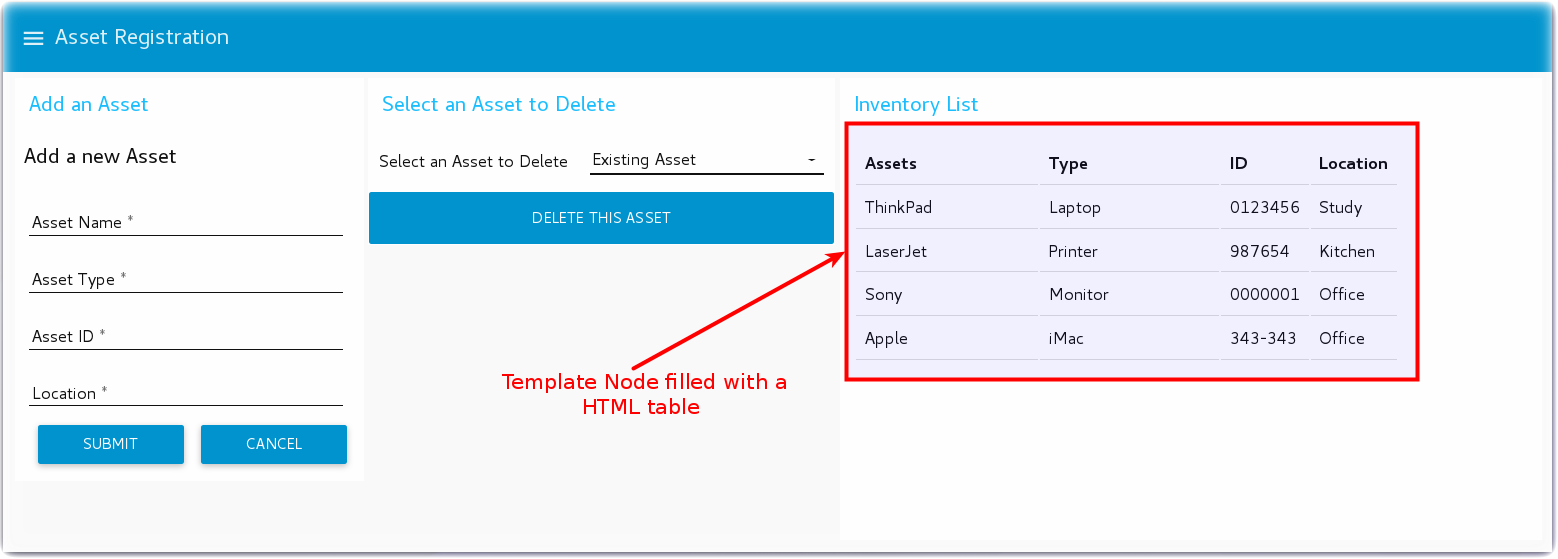 Asset Registration
Add an Asset
Add a new Asset
Asset Name *
Asset Type *
Asset ID *
Location *
SUBMIT CANCEL
Select an Asset to Delete
Select an Asset to Delete Existing Asset
DELETE THIS ASSET
Template Node filled with a
HTML table
Inventory List
Assets Type ID Location
ThinkPad Laptop 0123456 Study
LaserJet Printer 987654 Kitchen
Sony Monitor 0000001 Office
Apple iMac 343-343 Office